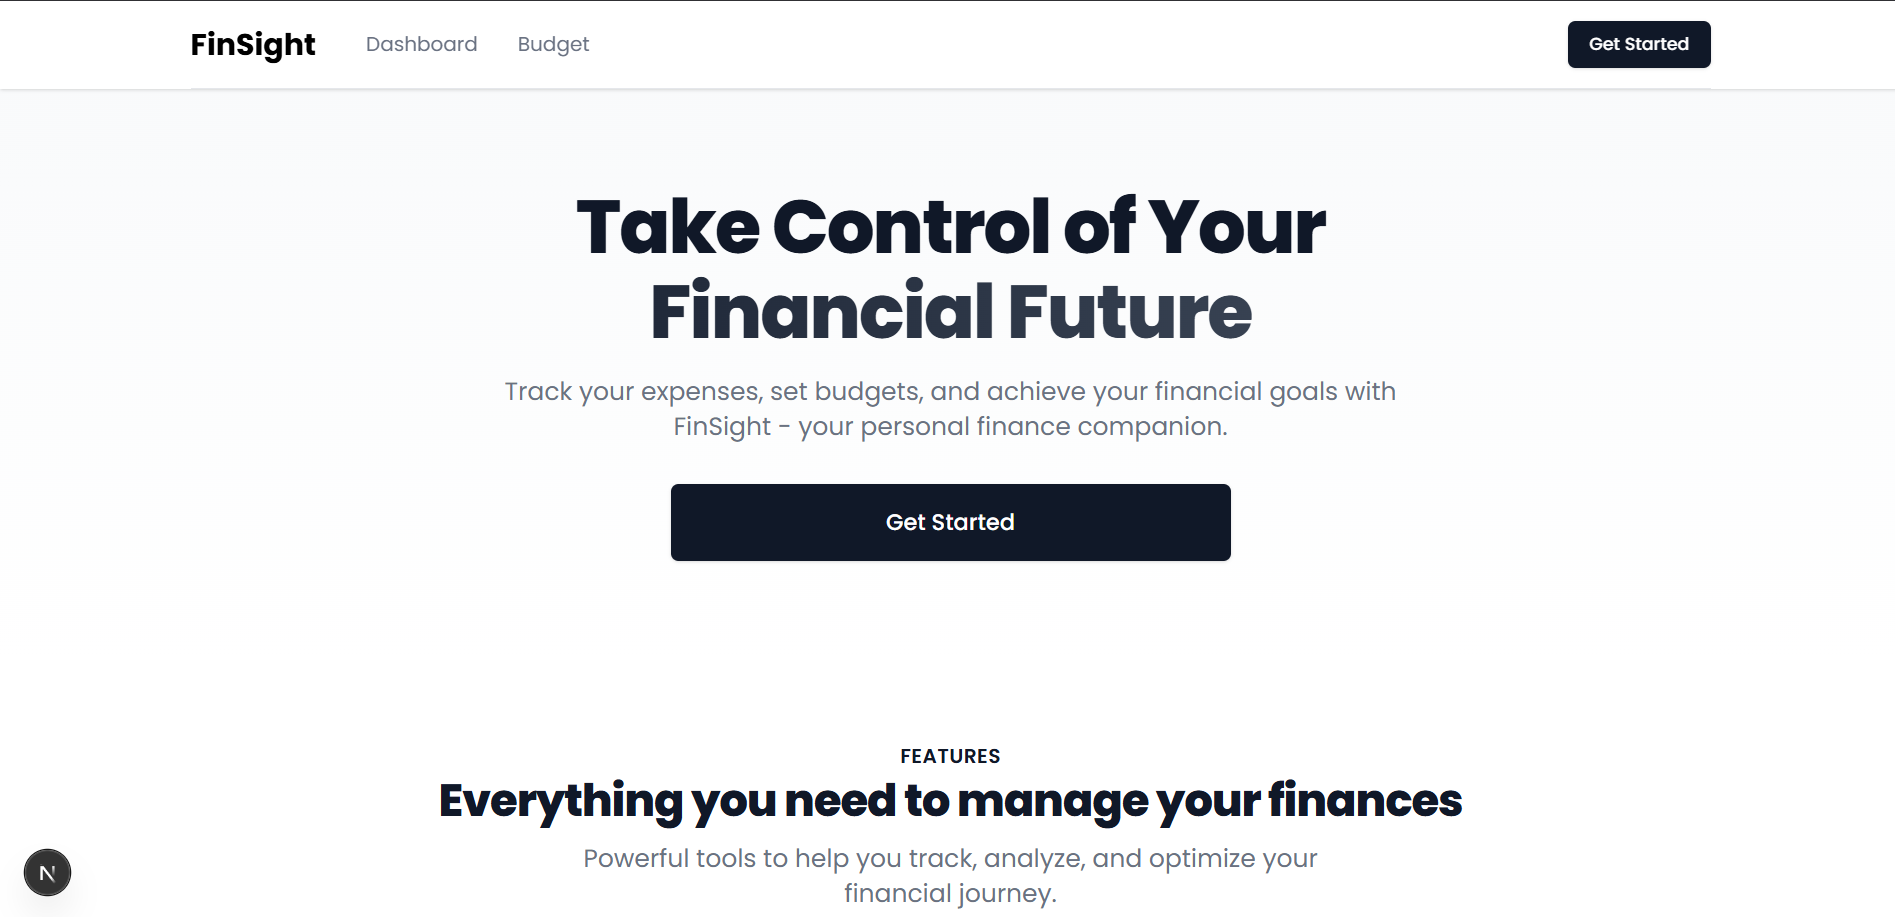 FinSight Dashboard Budget Get Started
Take Control of Your
Financial Future
Track your expenses, set budgets, and achieve your financial goals with
FinSight - your personal finance companion.
Get Started
FEATURES
Everything you need to manage your finances
Powerful tools to help you track, analyze, and optimize your
financial journey.
N